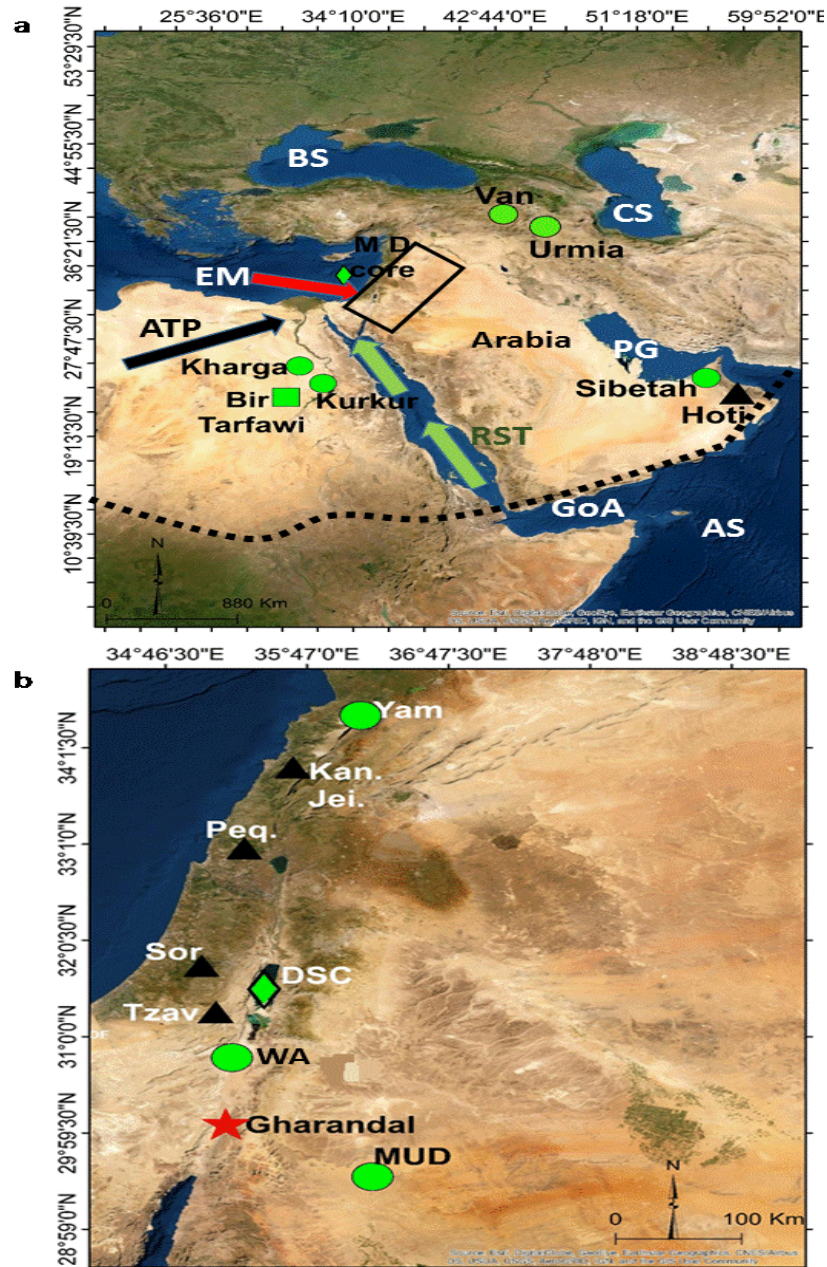 a
25°36'0"E 34°10'0"E 42°44'0"E 51°18'0"E 59°52'0"E
53°29'30"N
44°55'30"N
36°21'30"N
27°47'30"N
19°13'30"N
10°39'30"N
BS
CS
Van
Urmia
M D
core
EM
ATP
Arabia
PG
Kharga
Sibetah
Bir
Kurkur
Hoti
Tarfawi
RST
GoA
AS
N
0 880 Km
b
34°46'30"E 35°47'0"E 36°47'30"E 37°48'0"E 38°48'30"E
34°1'30"N
33°1'0"N
32°0'30"N
31°0'0"N
29°59'30"N
28°59'0"N
Yam
Kan.
Jei.
Peq.
Sor
DSC
Tzav
WA
Gharandal
MUD
N
0 100 Km